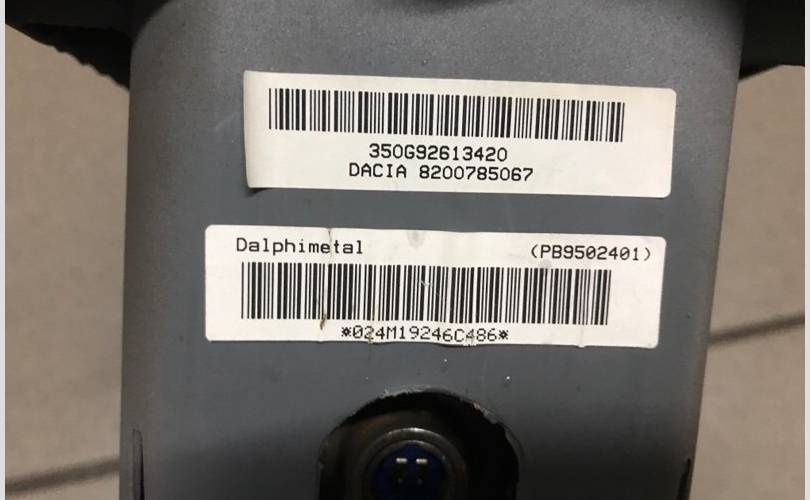 350G92613420
DACIA 8200785067
Dalphimetal (PB9502401)
*024M19246C486*